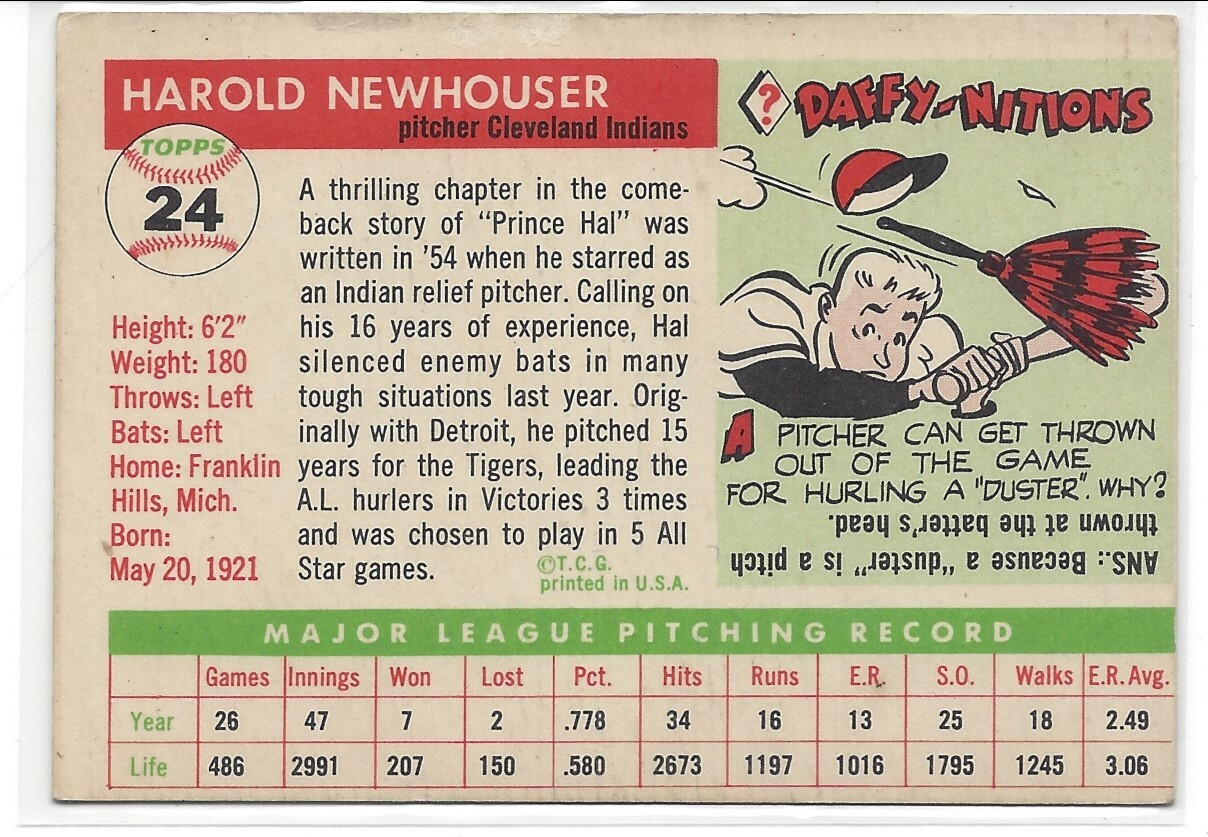 HAROLD NEWHOUSER
pitcher Cleveland Indians
TOPPS
24
Height: 6'2"
Weight: 180
Throws: Left
Bats: Left
Home: Franklin
Hills, Mich.
Born:
May 20, 1921
A thrilling chapter in the come-
back story of "Prince Hal" was
written in '54 when he starred as
an Indian relief pitcher. Calling on
his 16 years of experience, Hal
silenced enemy bats in many
tough situations last year. Orig-
inally with Detroit, he pitched 15
years for the Tigers, leading the
A.L. hurlers in Victories 3 times
and was chosen to play in 5 All
Star games.
©T.C.G.
printed in U.S.A.
? DAFFY-NITIONS
A PITCHER CAN GET THROWN
OUT OF THE GAME
FOR HURLING A "DUSTER". WHY?
ANS.: Because a "duster" is a pitch
thrown at the batter's head.
MAJOR LEAGUE PITCHING RECORD
Games Innings Won Lost Pct. Hits Runs E.R. S.O. Walks E.R. Avg.
Year 26 47 7 2 .778 34 16 13 25 18 2.49
Life 486 2991 207 150 .580 2673 1197 1016 1795 1245 3.06